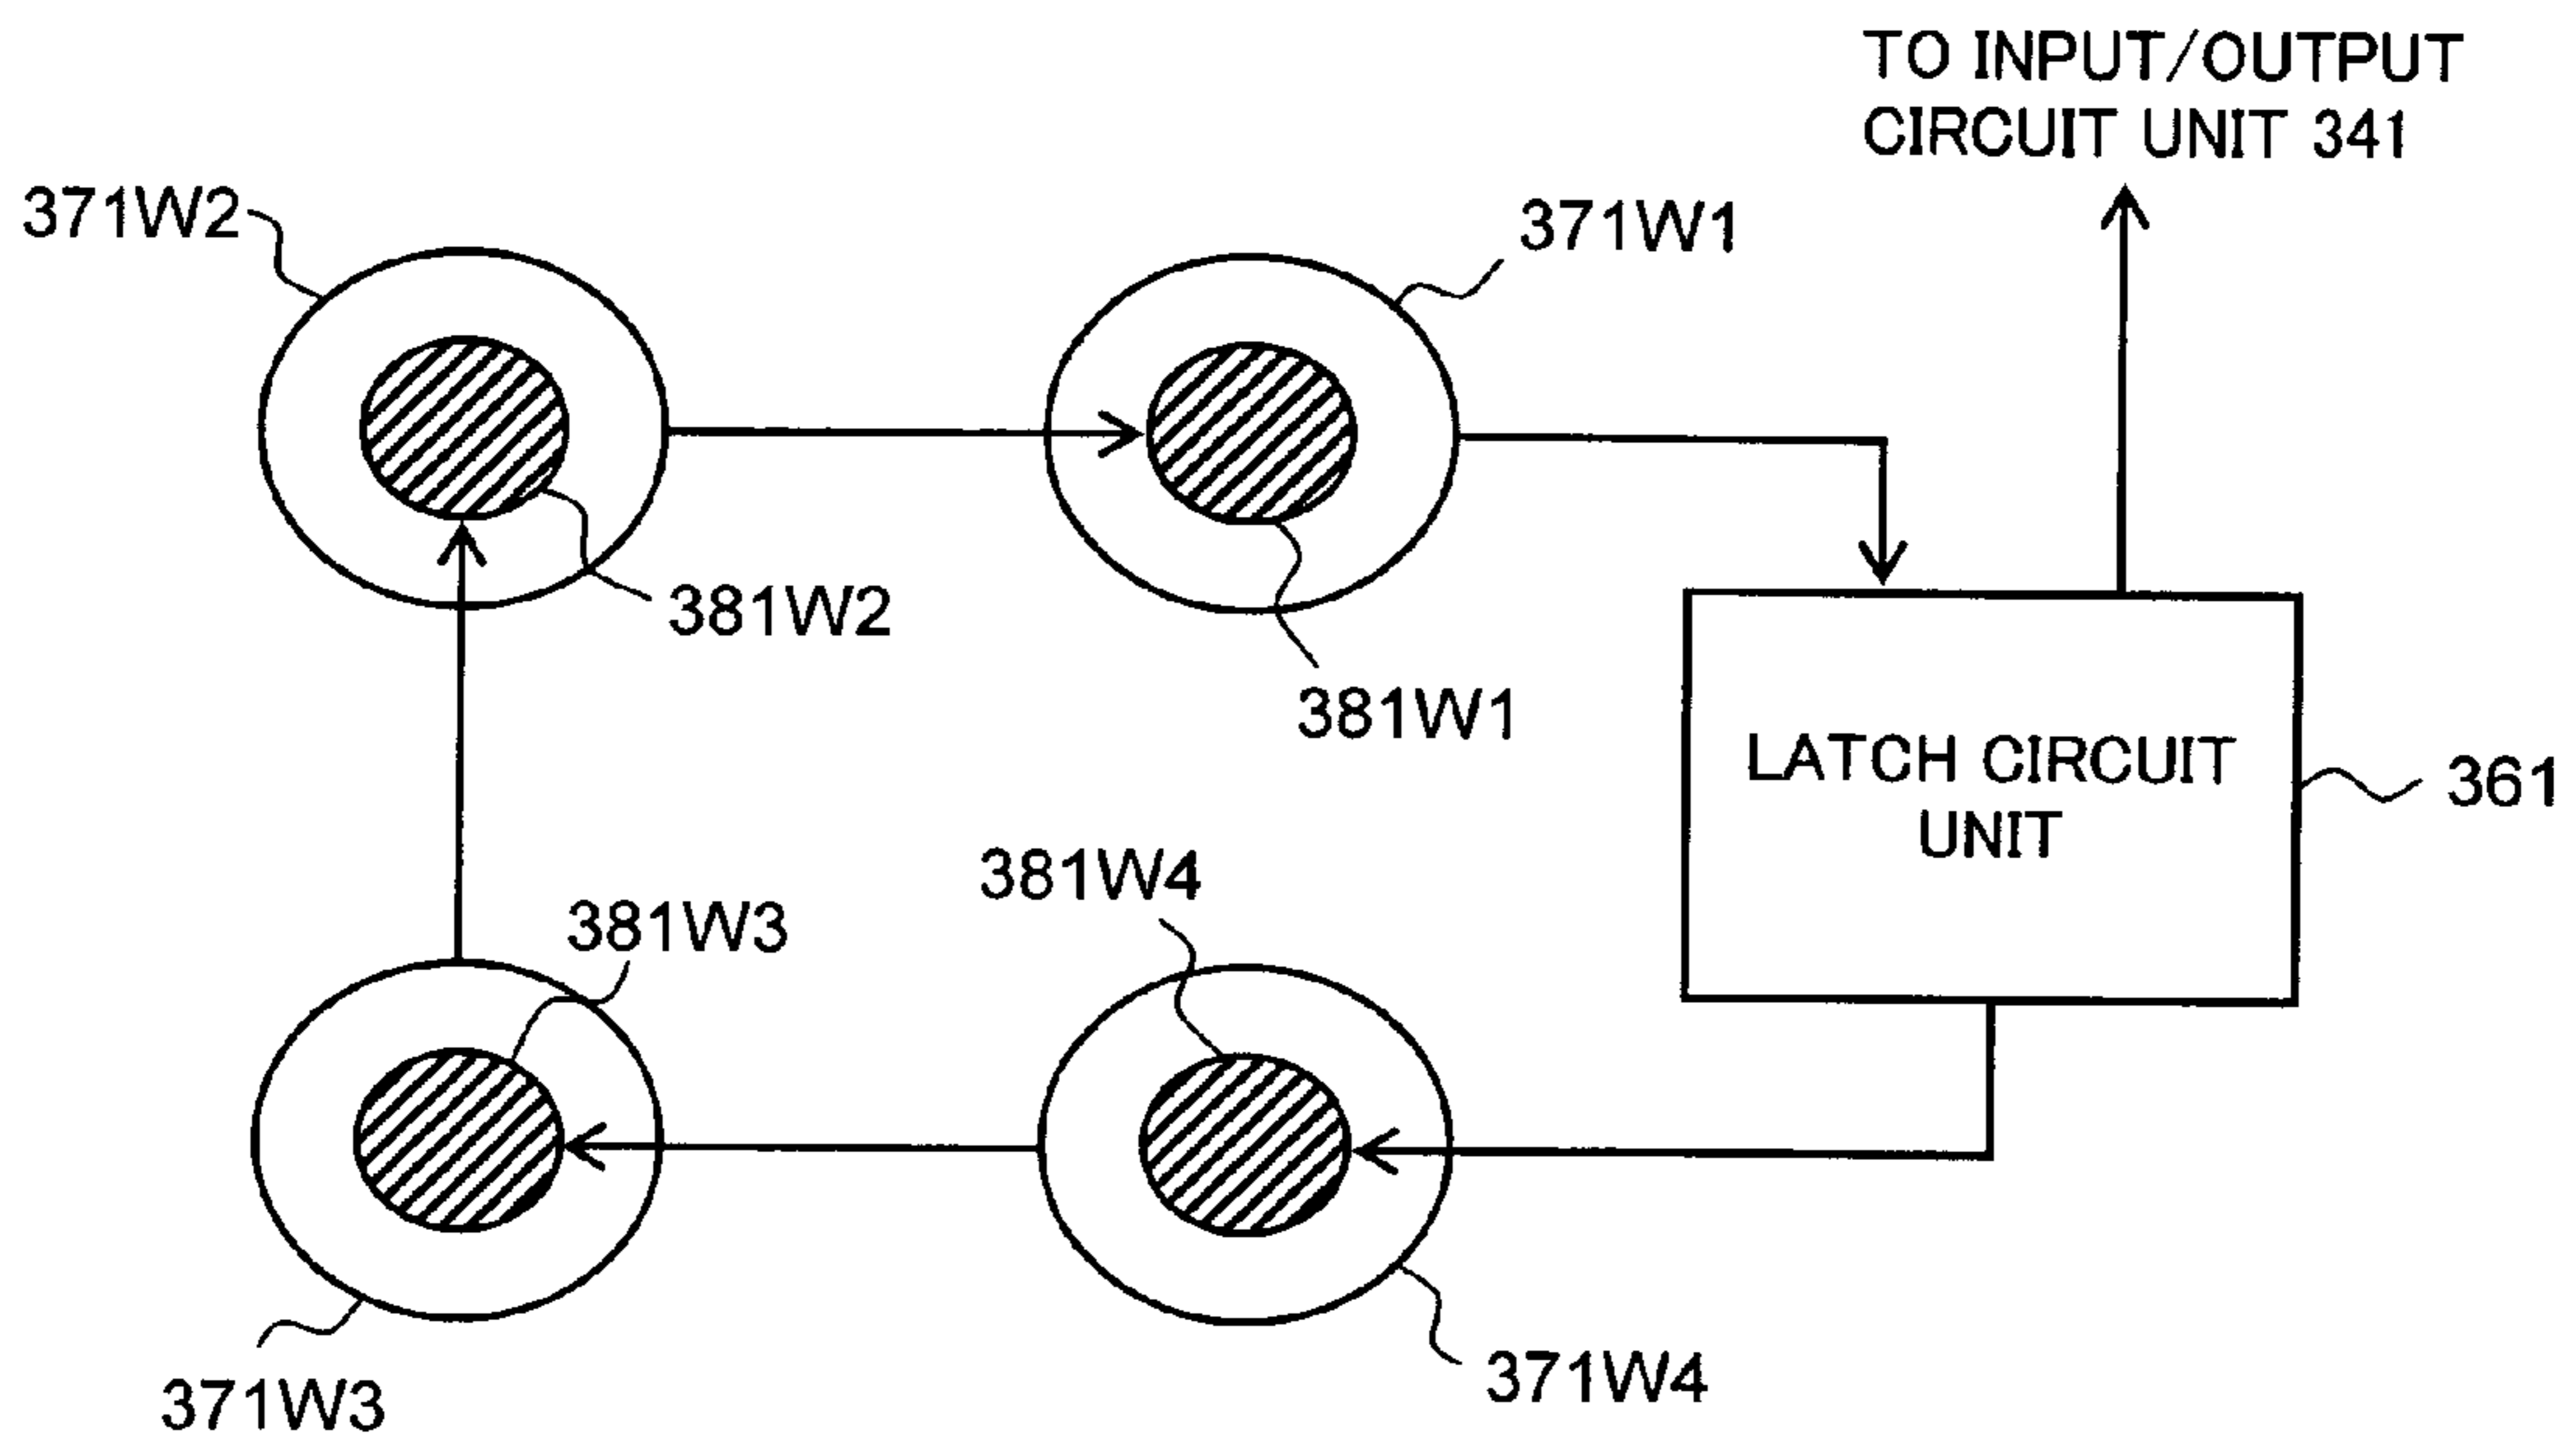 TO INPUT/OUTPUT
CIRCUIT UNIT 341
371W2
371W1
381W2
381W1
LATCH CIRCUIT
UNIT
361
381W4
381W3
371W4
371W3